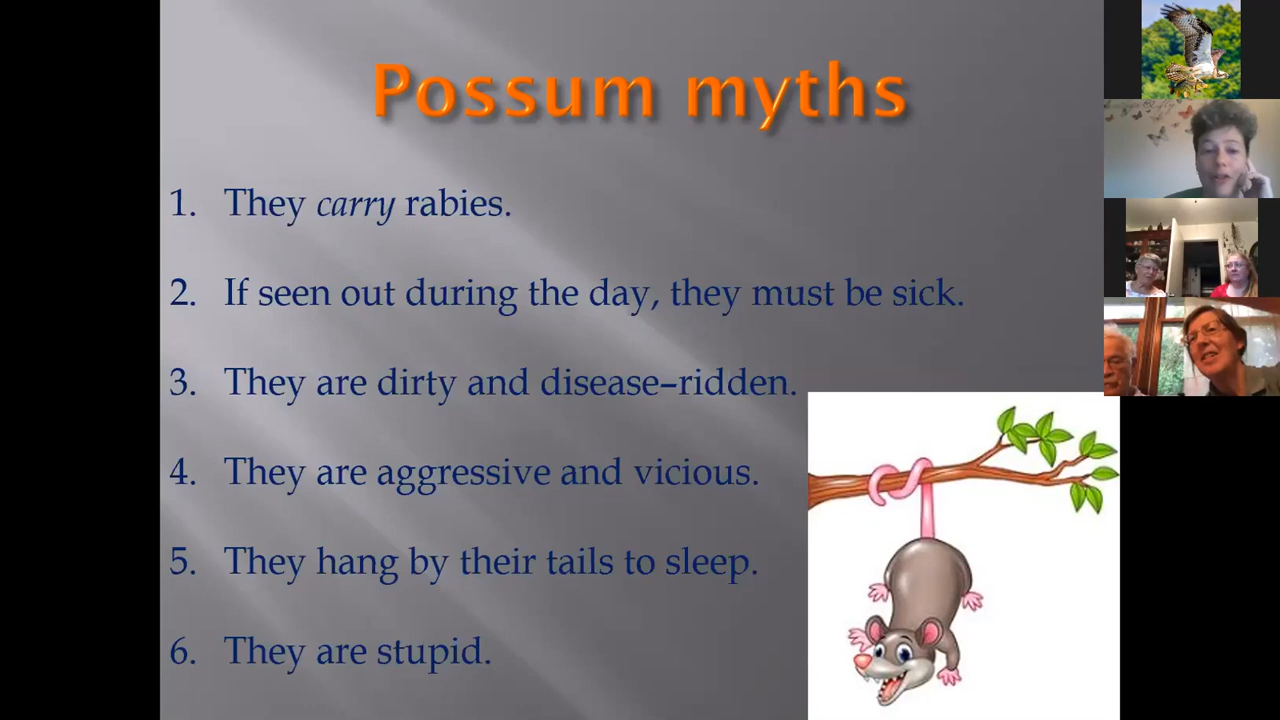 Possum myths
1. They carry rabies.
2. If seen out during the day, they must be sick.
3. They are dirty and disease–ridden.
4. They are aggressive and vicious.
5. They hang by their tails to sleep.
6. They are stupid.